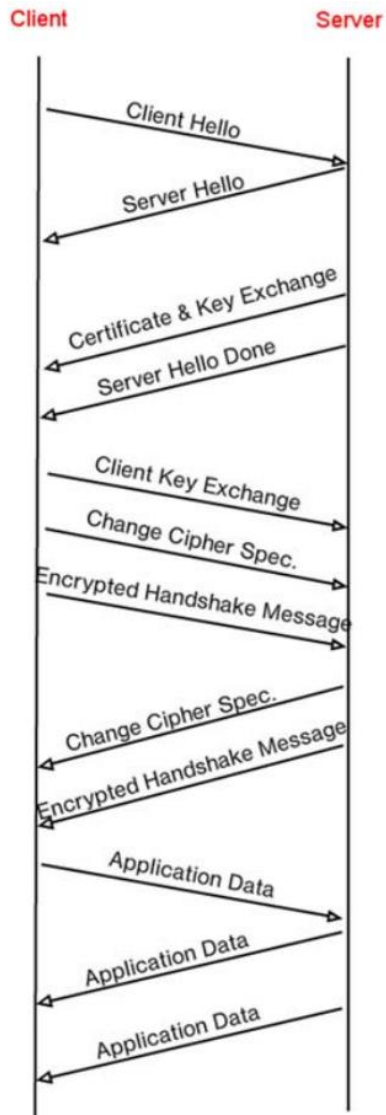 Client
Server
Client Hello
Server Hello
Certificate & Key Exchange
Server Hello Done
Client Key Exchange
Change Cipher Spec.
Encrypted Handshake Message
Change Cipher Spec.
Encrypted Handshake Message
Application Data
Application Data
Application Data